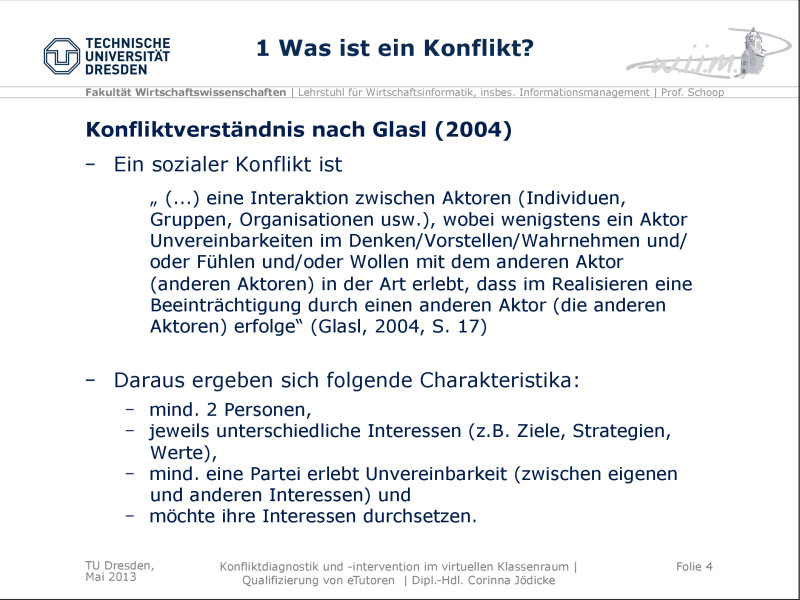 TECHNISCHE
UNIVERSITÄT
DRESDEN
1 Was ist ein Konflikt?
wiim
Fakultät Wirtschaftswissenschaften | Lehrstuhl für Wirtschaftsinformatik, insbes. Informationsmanagement | Prof. Schoop
Konfliktverständnis nach Glasl (2004)
– Ein sozialer Konflikt ist
„ (...) eine Interaktion zwischen Aktoren (Individuen,
Gruppen, Organisationen usw.), wobei wenigstens ein Aktor
Unvereinbarkeiten im Denken/Vorstellen/Wahrnehmen und/
oder Fühlen und/oder Wollen mit dem anderen Aktor
(anderen Aktoren) in der Art erlebt, dass im Realisieren eine
Beeinträchtigung durch einen anderen Aktor (die anderen
Aktoren) erfolge“ (Glasl, 2004, S. 17)
– Daraus ergeben sich folgende Charakteristika:
– mind. 2 Personen,
– jeweils unterschiedliche Interessen (z.B. Ziele, Strategien,
Werte),
– mind. eine Partei erlebt Unvereinbarkeit (zwischen eigenen
und anderen Interessen) und
– möchte ihre Interessen durchsetzen.
TU Dresden,
Mai 2013
Konfliktdiagnostik und -intervention im virtuellen Klassenraum |
Qualifizierung von eTutoren | Dipl.-Hdl. Corinna Jödicke
Folie 4